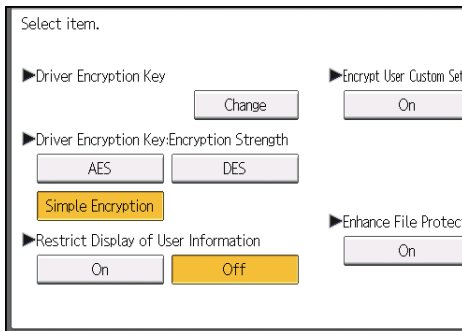 Select item.
►Driver Encryption Key
Change
►Driver Encryption Key:Encryption Strength
AES
DES
Simple Encryption
►Restrict Display of User Information
On
Off
►Encrypt User Custom Set
On
►Enhance File Protec
On